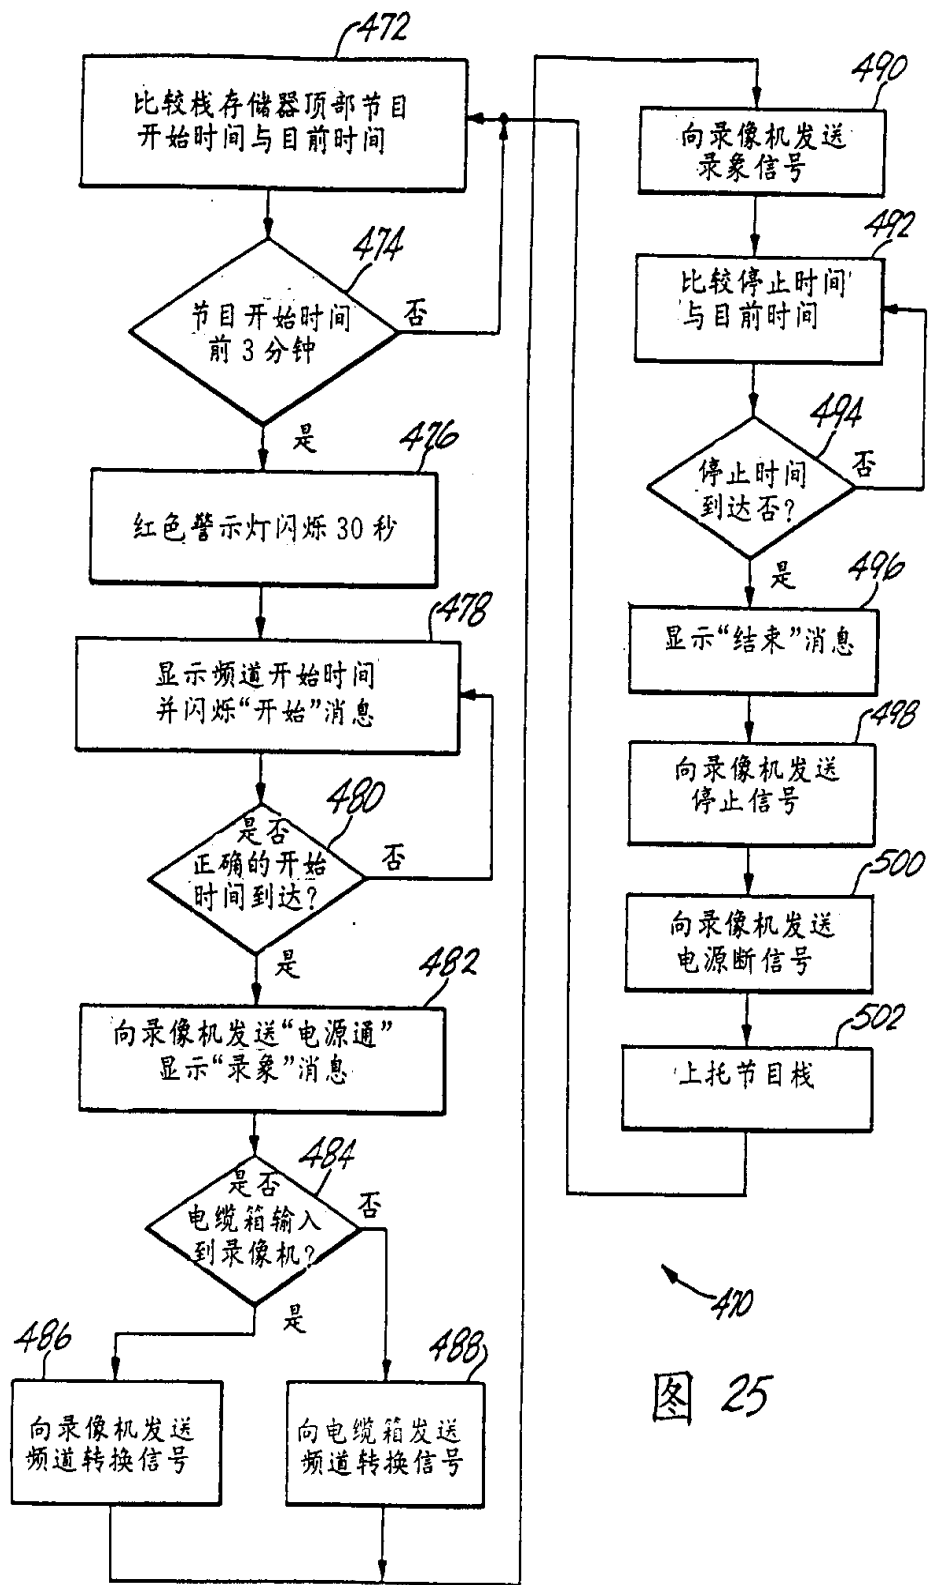 472
比较栈存储器顶部节目
开始时间与目前时间
474
节目开始时间
前3分钟
否
是
476
红色警示灯闪烁30秒
478
显示频道开始时间
并闪烁“开始”消息
480
是否
正确的开始
时间到达?
否
是
482
向录像机发送“电源通”
显示“录象”消息
484
是否
电缆箱输入
到录像机?
否
是
486
向录像机发送
频道转换信号
488
向电缆箱发送
频道转换信号
490
向录像机发送
录象信号
492
比较停止时间
与目前时间
494
停止时间
到达否?
否
是
496
显示“结束”消息
498
向录像机发送
停止信号
500
向录像机发送
电源断信号
502
上托节目栈
470
图 25